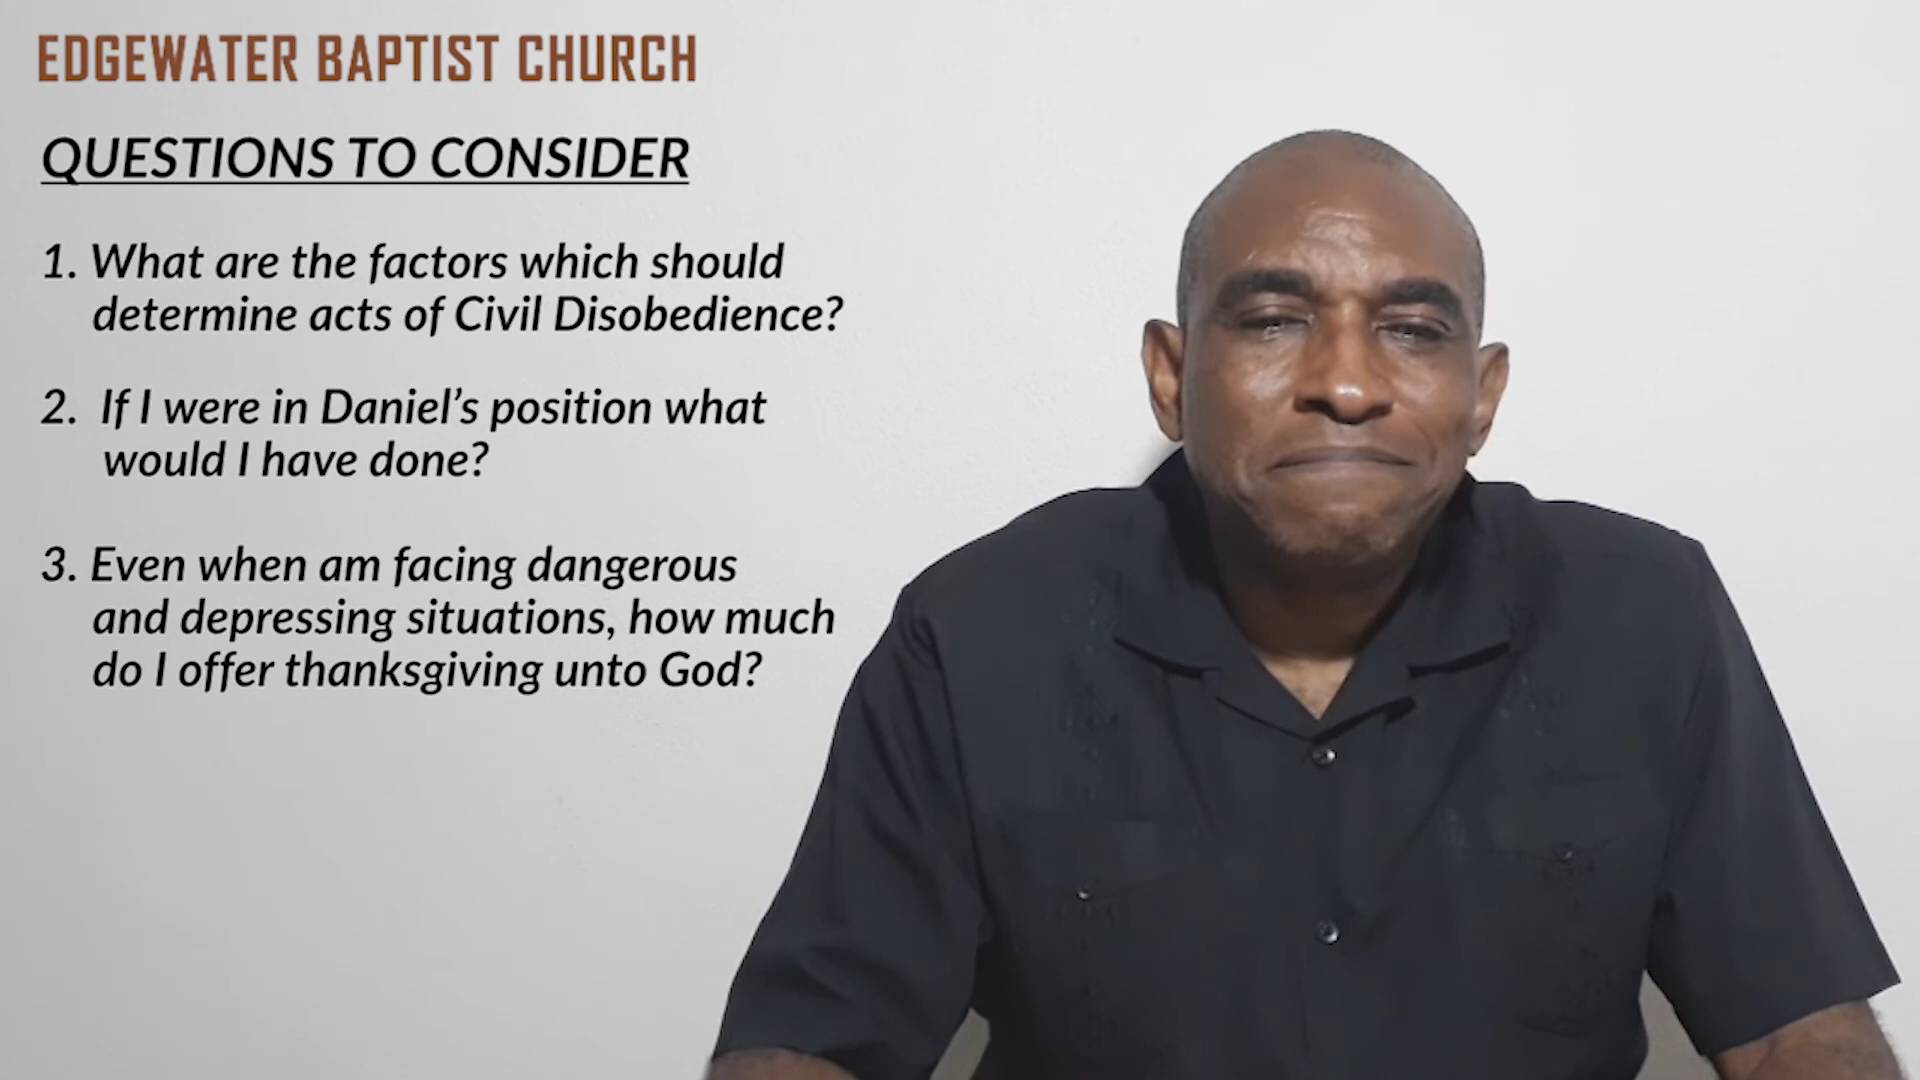 EDGEWATER BAPTIST CHURCH
QUESTIONS TO CONSIDER
1. What are the factors which should
determine acts of Civil Disobedience?
2. If I were in Daniel’s position what
would I have done?
3. Even when am facing dangerous
and depressing situations, how much
do I offer thanksgiving unto God?